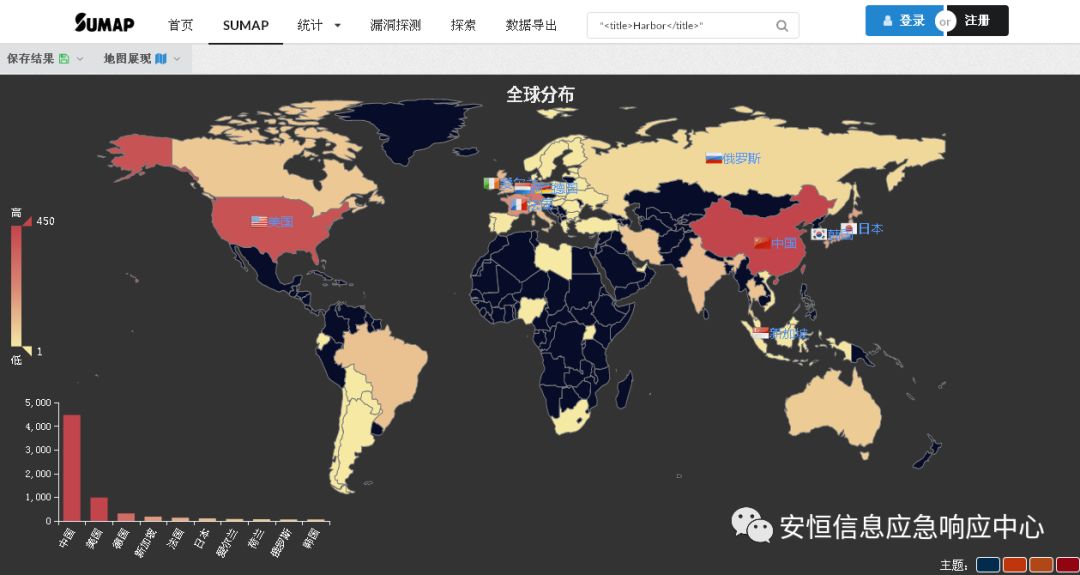 SUMAP 首页 SUMAP 统计 漏洞探测 探索 数据导出 "<title>Harbor</title>" 登录 or 注册
保存结果 地图展现
全球分布
俄罗斯
德国
美国
中国
日本
新加坡
高
450
1
低
5,000
4,000
3,000
2,000
1,000
0
中国 美国 德国 新加坡 法国 日本 爱尔兰 荷兰 俄罗斯 韩国
安恒信息应急响应中心
主题: